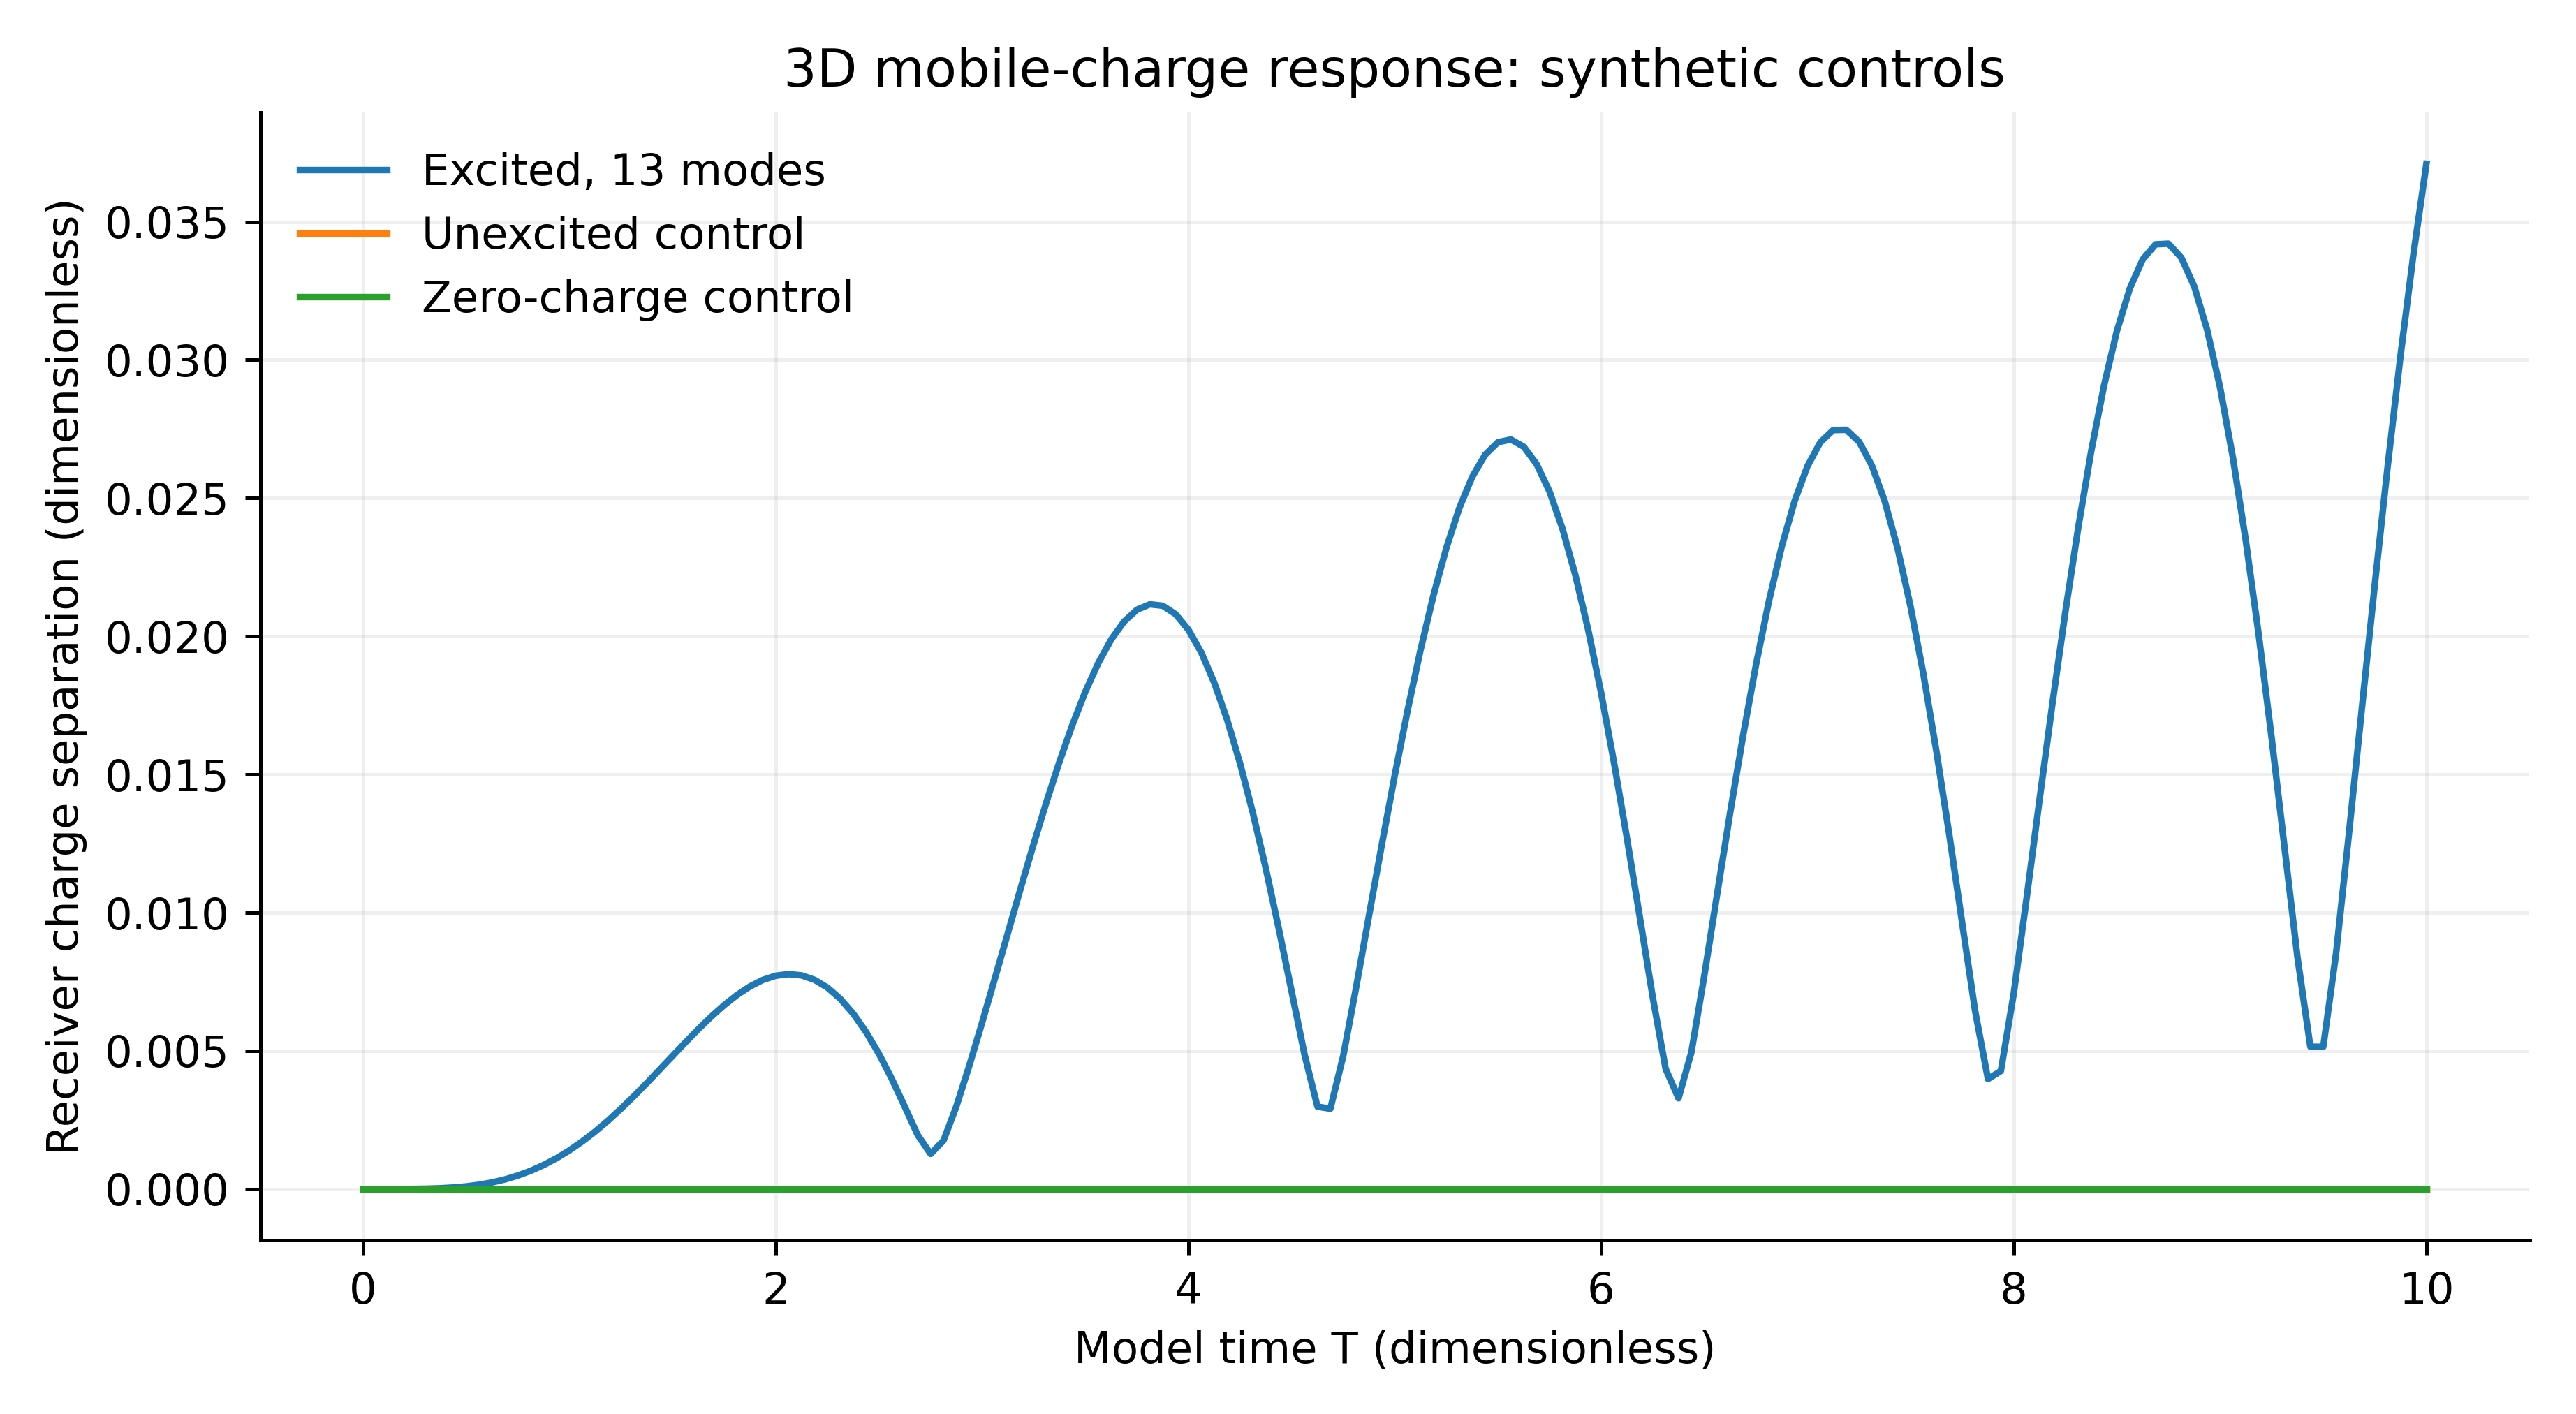 3D mobile-charge response: synthetic controls
Excited, 13 modes
Unexcited control
Zero-charge control
Receiver charge separation (dimensionless)
0.035
0.030
0.025
0.020
0.015
0.010
0.005
0.000
0 2 4 6 8 10
Model time T (dimensionless)